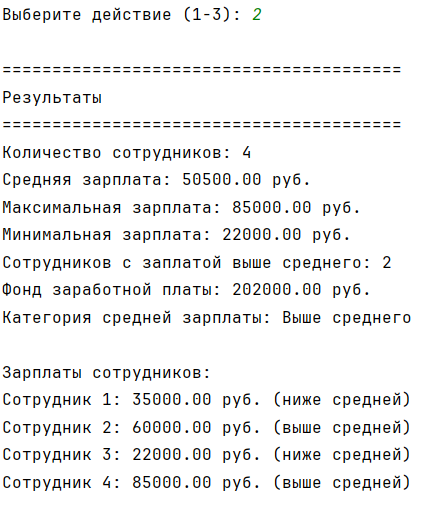 Выберите действие (1-3): 2
========================================
Результаты
========================================
Количество сотрудников: 4
Средняя зарплата: 50500.00 руб.
Максимальная зарплата: 85000.00 руб.
Минимальная зарплата: 22000.00 руб.
Сотрудников с заплатой выше среднего: 2
Фонд заработной платы: 202000.00 руб.
Категория средней зарплаты: Выше среднего
Зарплаты сотрудников:
Сотрудник 1: 35000.00 руб. (ниже средней)
Сотрудник 2: 60000.00 руб. (выше средней)
Сотрудник 3: 22000.00 руб. (ниже средней)
Сотрудник 4: 85000.00 руб. (выше средней)